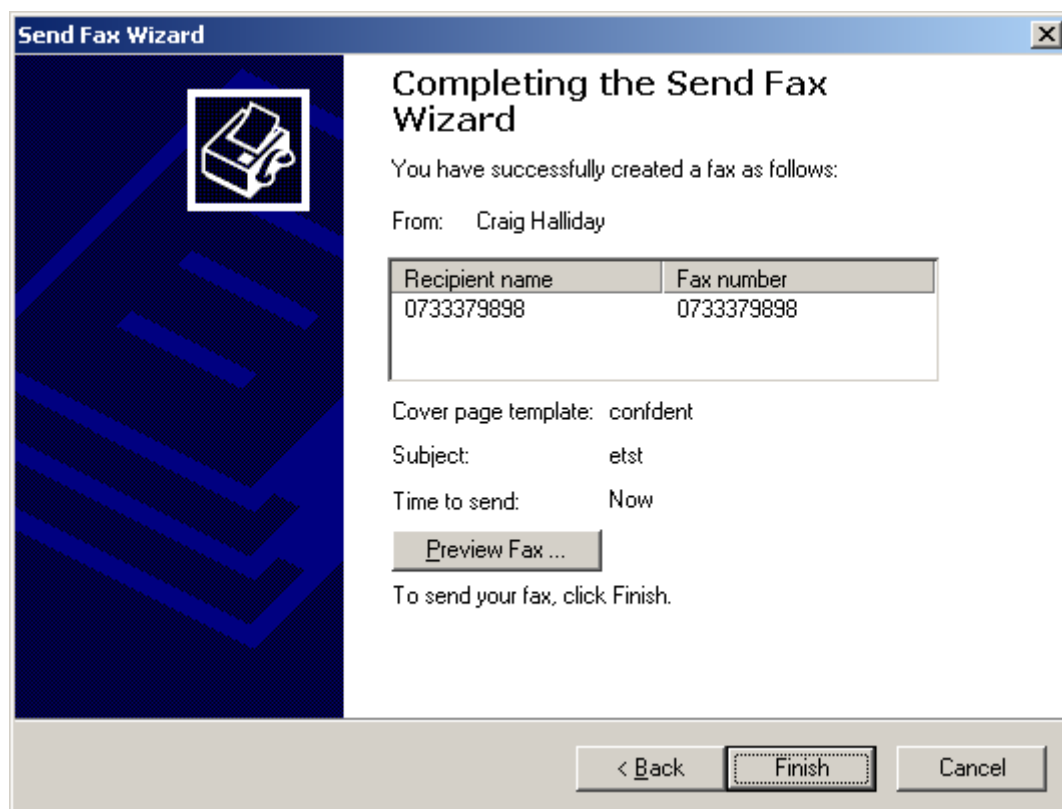 Send Fax Wizard
Completing the Send Fax
Wizard
You have successfully created a fax as follows:
From: Craig Halliday
Recipient name Fax number
0733379898 0733379898
Cover page template: confdent
Subject: etst
Time to send: Now
Preview Fax ...
To send your fax, click Finish.
< Back Finish Cancel